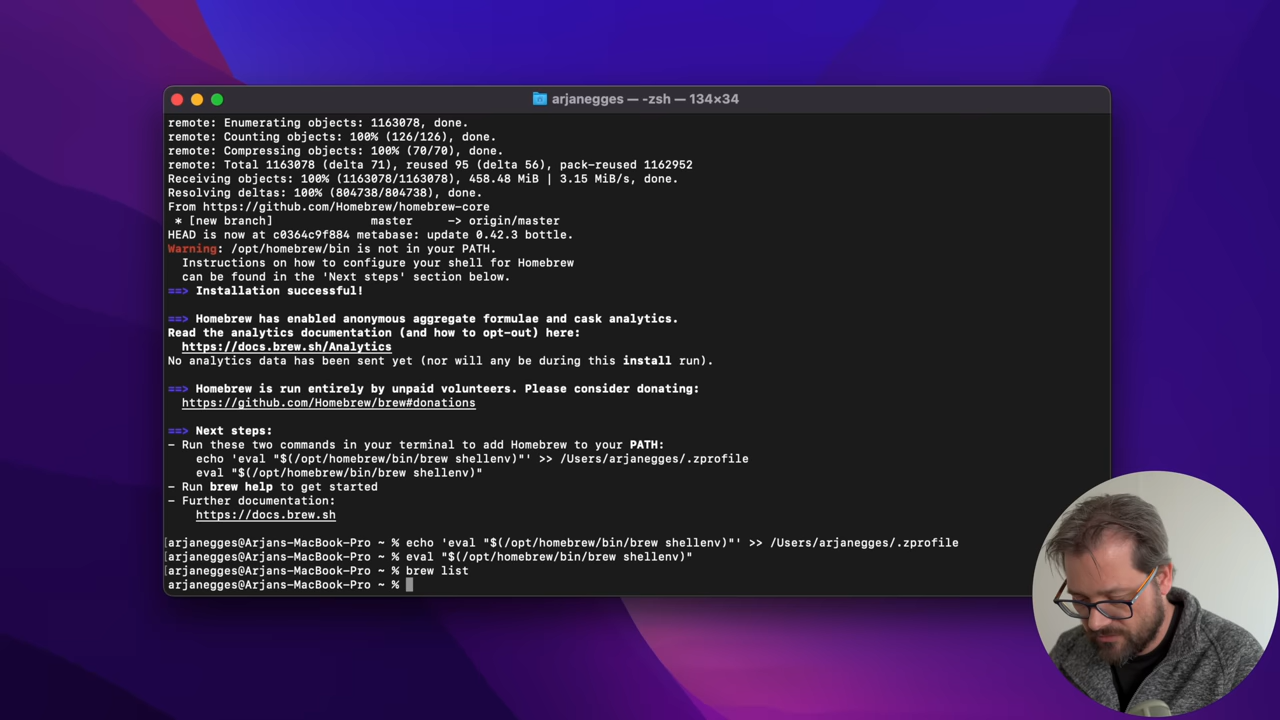 arjanegges — -zsh — 134×34
remote: Enumerating objects: 1163078, done.
remote: Counting objects: 100% (126/126), done.
remote: Compressing objects: 100% (70/70), done.
remote: Total 1163078 (delta 71), reused 95 (delta 56), pack-reused 1162952
Receiving objects: 100% (1163078/1163078), 458.48 MiB | 3.15 MiB/s, done.
Resolving deltas: 100% (804738/804738), done.
From https://github.com/Homebrew/homebrew-core
* [new branch] master -> origin/master
HEAD is now at c0364c9f884 metabase: update 0.42.3 bottle.
Warning: /opt/homebrew/bin is not in your PATH.
Instructions on how to configure your shell for Homebrew
can be found in the 'Next steps' section below.
==> Installation successful!
==> Homebrew has enabled anonymous aggregate formulae and cask analytics.
Read the analytics documentation (and how to opt-out) here:
https://docs.brew.sh/Analytics
No analytics data has been sent yet (nor will any be during this install run).
==> Homebrew is run entirely by unpaid volunteers. Please consider donating:
https://github.com/Homebrew/brew#donations
==> Next steps:
- Run these two commands in your terminal to add Homebrew to your PATH:
echo 'eval "$(/opt/homebrew/bin/brew shellenv)"' >> /Users/arjanegges/.zprofile
eval "$(/opt/homebrew/bin/brew shellenv)"
- Run brew help to get started
- Further documentation:
https://docs.brew.sh
[arjanegges@Arjans-MacBook-Pro ~ % echo 'eval "$(/opt/homebrew/bin/brew shellenv)"' >> /Users/arjanegges/.zprofile
[arjanegges@Arjans-MacBook-Pro ~ % eval "$(/opt/homebrew/bin/brew shellenv)"
[arjanegges@Arjans-MacBook-Pro ~ % brew list
arjanegges@Arjans-MacBook-Pro ~ %